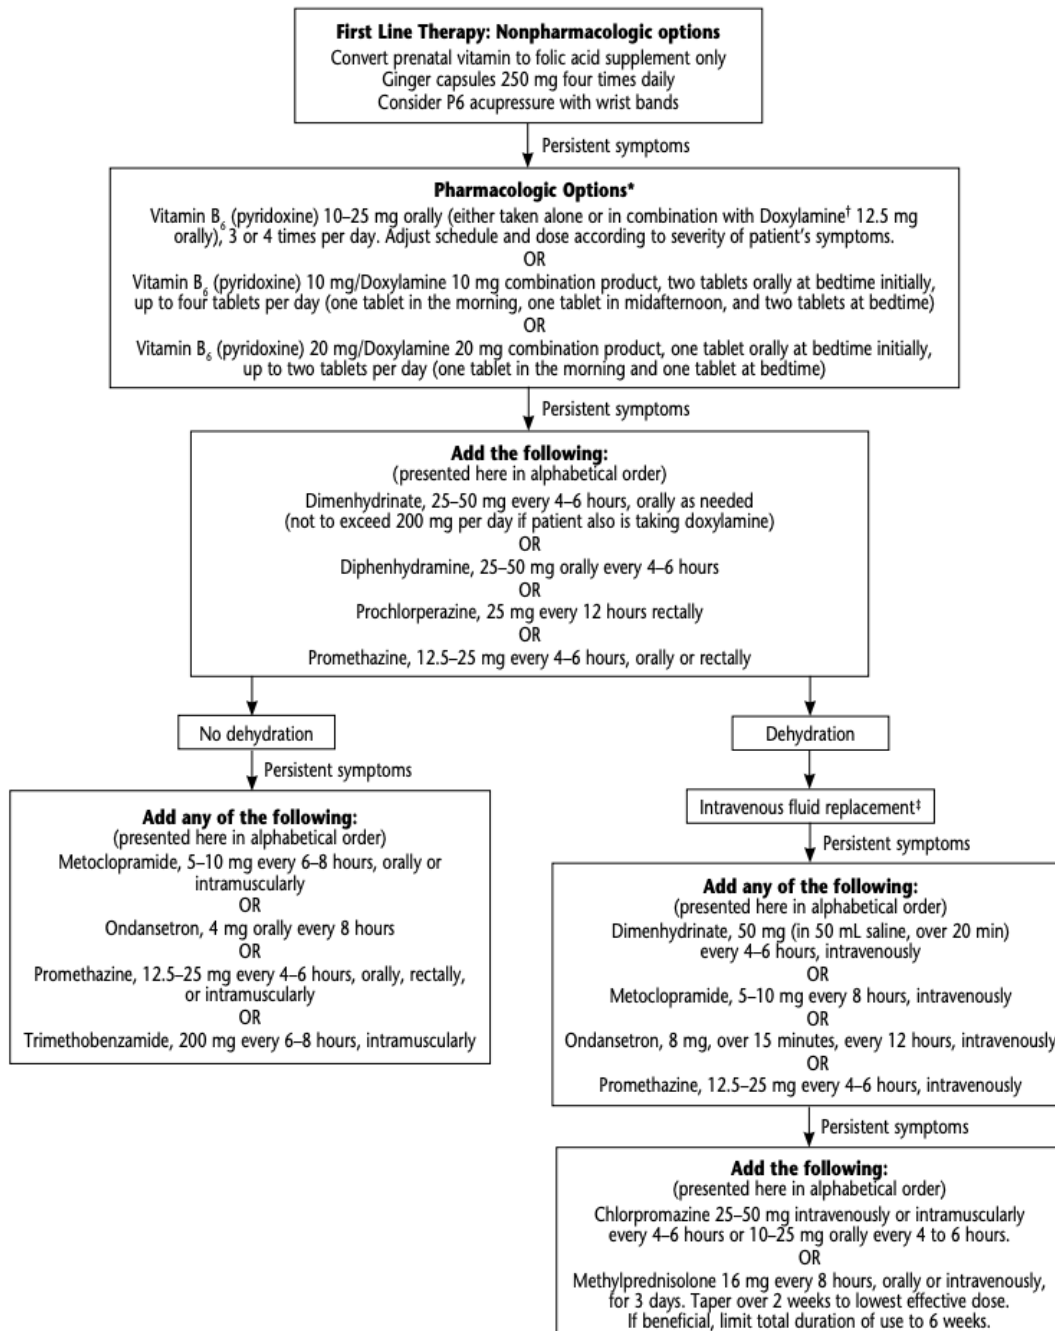 First Line Therapy: Nonpharmacologic options
Convert prenatal vitamin to folic acid supplement only
Ginger capsules 250 mg four times daily
Consider P6 acupressure with wrist bands
Persistent symptoms
Pharmacologic Options*
Vitamin B₆ (pyridoxine) 10–25 mg orally (either taken alone or in combination with Doxylamine† 12.5 mg
orally), 3 or 4 times per day. Adjust schedule and dose according to severity of patient's symptoms.
OR
Vitamin B₆ (pyridoxine) 10 mg/Doxylamine 10 mg combination product, two tablets orally at bedtime initially,
up to four tablets per day (one tablet in the morning, one tablet in midafternoon, and two tablets at bedtime)
OR
Vitamin B₆ (pyridoxine) 20 mg/Doxylamine 20 mg combination product, one tablet orally at bedtime initially,
up to two tablets per day (one tablet in the morning and one tablet at bedtime)
Persistent symptoms
Add the following:
(presented here in alphabetical order)
Dimenhydrinate, 25–50 mg every 4–6 hours, orally as needed
(not to exceed 200 mg per day if patient also is taking doxylamine)
OR
Diphenhydramine, 25–50 mg orally every 4–6 hours
OR
Prochlorperazine, 25 mg every 12 hours rectally
OR
Promethazine, 12.5–25 mg every 4–6 hours, orally or rectally
No dehydration
Persistent symptoms
Add any of the following:
(presented here in alphabetical order)
Metoclopramide, 5–10 mg every 6–8 hours, orally or
intramuscularly
OR
Ondansetron, 4 mg orally every 8 hours
OR
Promethazine, 12.5–25 mg every 4–6 hours, orally, rectally,
or intramuscularly
OR
Trimethobenzamide, 200 mg every 6–8 hours, intramuscularly
Dehydration
Intravenous fluid replacement‡
Persistent symptoms
Add any of the following:
(presented here in alphabetical order)
Dimenhydrinate, 50 mg (in 50 mL saline, over 20 min)
every 4–6 hours, intravenously
OR
Metoclopramide, 5–10 mg every 8 hours, intravenously
OR
Ondansetron, 8 mg, over 15 minutes, every 12 hours, intravenously
OR
Promethazine, 12.5–25 mg every 4–6 hours, intravenously
Persistent symptoms
Add the following:
(presented here in alphabetical order)
Chlorpromazine 25–50 mg intravenously or intramuscularly
every 4–6 hours or 10–25 mg orally every 4 to 6 hours.
OR
Methylprednisolone 16 mg every 8 hours, orally or intravenously,
for 3 days. Taper over 2 weeks to lowest effective dose.
If beneficial, limit total duration of use to 6 weeks.